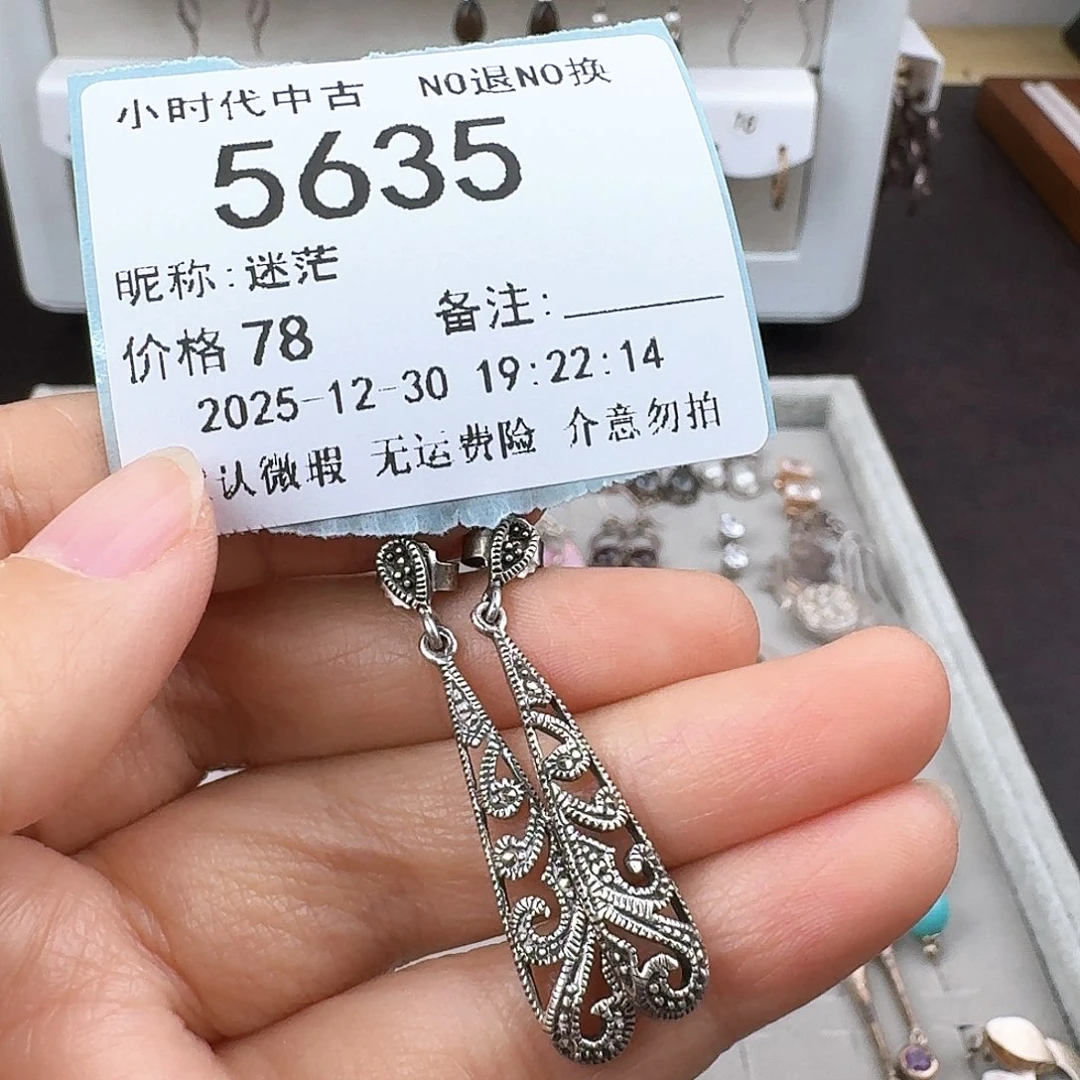 小时代中古 NO退NO换
5635
昵称:迷茫
价格 78 备注:
2025-12-30 19:22:14
认微瑕 无运费险 介意勿拍